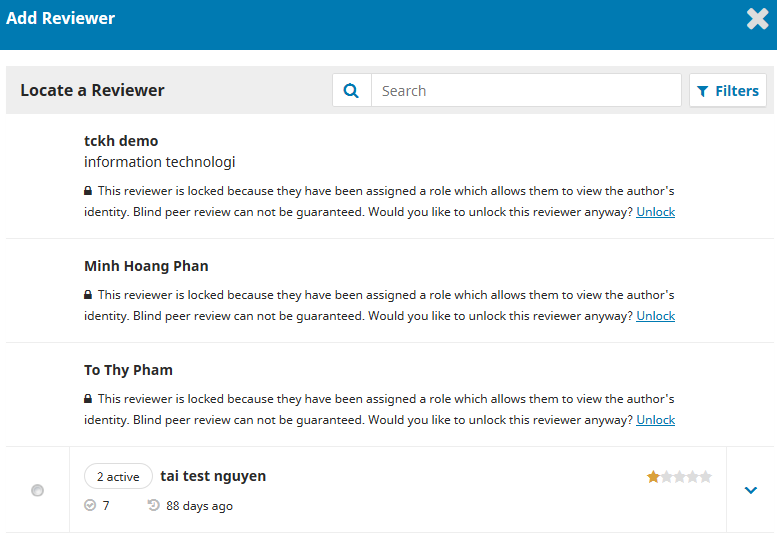 Add Reviewer
Locate a Reviewer
Search
Filters
tckh demo
information technologi
This reviewer is locked because they have been assigned a role which allows them to view the author's
identity. Blind peer review can not be guaranteed. Would you like to unlock this reviewer anyway? Unlock
Minh Hoang Phan
This reviewer is locked because they have been assigned a role which allows them to view the author's
identity. Blind peer review can not be guaranteed. Would you like to unlock this reviewer anyway? Unlock
To Thy Pham
This reviewer is locked because they have been assigned a role which allows them to view the author's
identity. Blind peer review can not be guaranteed. Would you like to unlock this reviewer anyway? Unlock
2 active tai test nguyen
7 88 days ago